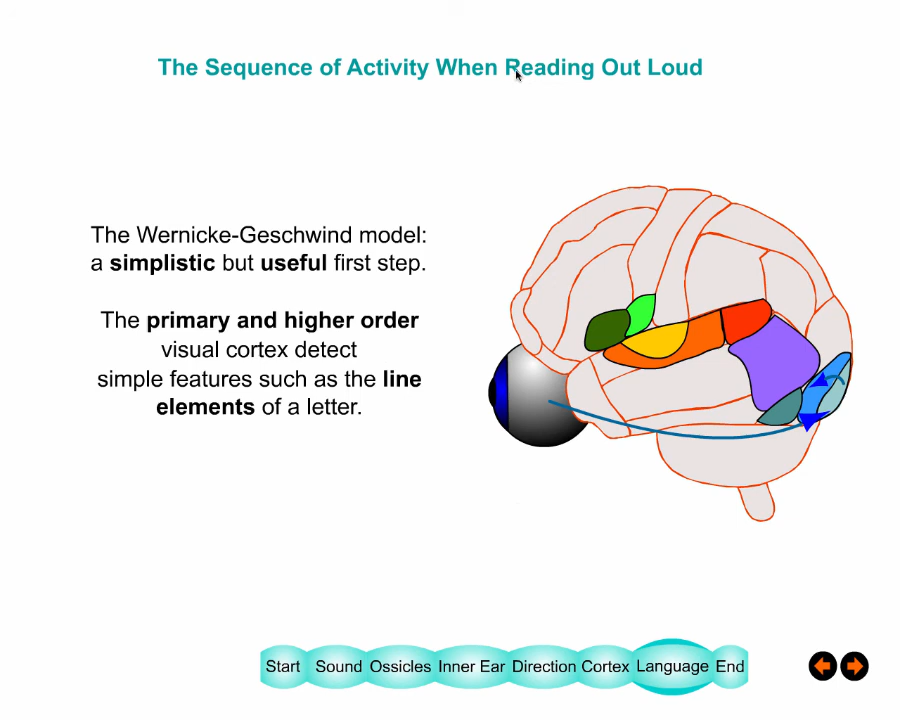 The Sequence of Activity When Reading Out Loud
The Wernicke-Geschwind model:
a simplistic but useful first step.
The primary and higher order
visual cortex detect
simple features such as the line
elements of a letter.
Start Sound Ossicles Inner Ear Direction Cortex Language End